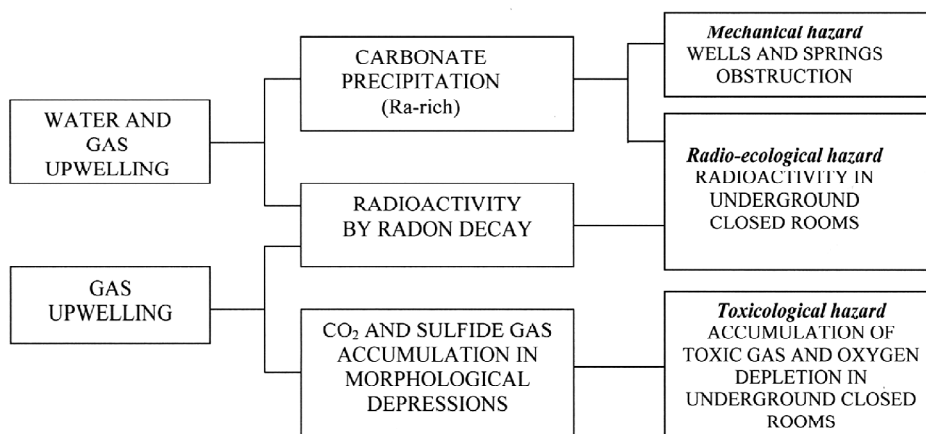 WATER AND
GAS
UPWELLING
GAS
UPWELLING
CARBONATE
PRECIPITATION
(Ra-rich)
RADIOACTIVITY
BY RADON DECAY
CO₂ AND SULFIDE GAS
ACCUMULATION IN
MORPHOLOGICAL
DEPRESSIONS
Mechanical hazard
WELLS AND SPRINGS
OBSTRUCTION
Radio-ecological hazard
RADIOACTIVITY IN
UNDERGROUND
CLOSED ROOMS
Toxicological hazard
ACCUMULATION OF
TOXIC GAS AND OXYGEN
DEPLETION IN
UNDERGROUND CLOSED
ROOMS